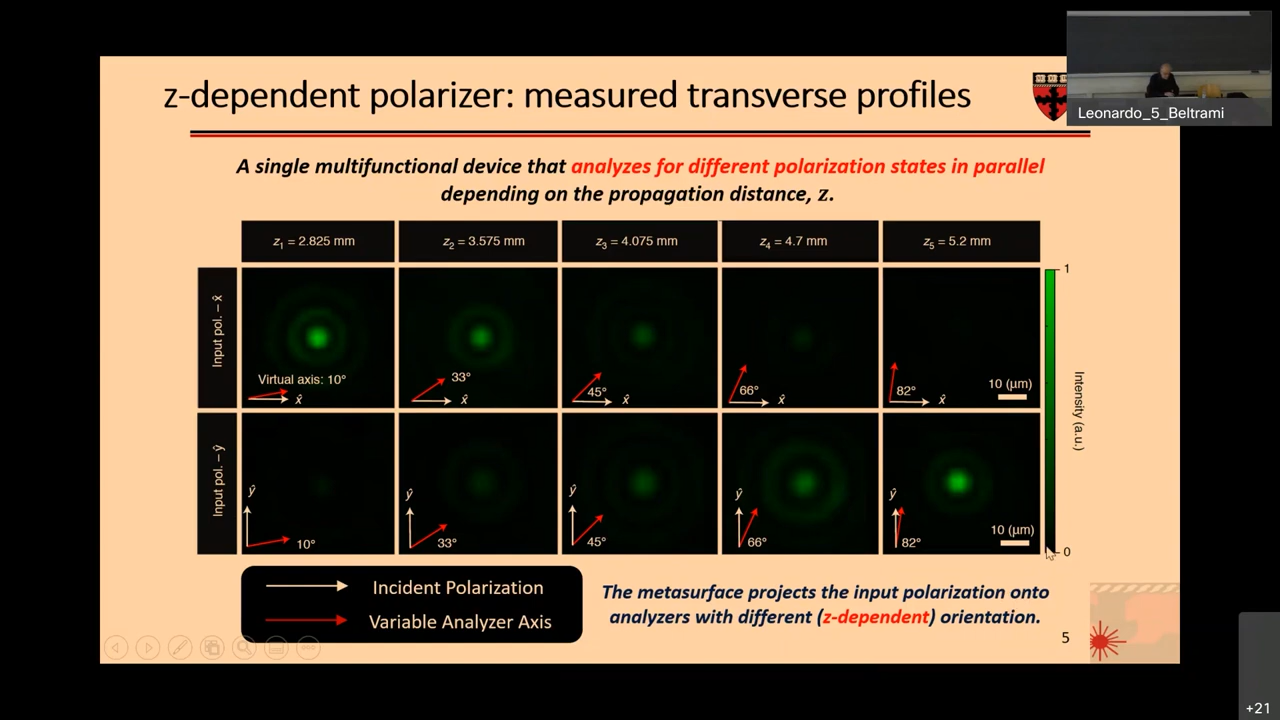 z-dependent polarizer: measured transverse profiles
Leonardo_5_Beltrami
A single multifunctional device that analyzes for different polarization states in parallel
depending on the propagation distance, z.
z1 = 2.825 mm
z2 = 3.575 mm
z3 = 4.075 mm
z4 = 4.7 mm
z5 = 5.2 mm
Input pol. – x̂
Virtual axis: 10°
x̂
33°
x̂
45°
x̂
66°
x̂
82°
x̂
10 (μm)
1
Intensity (a.u.)
0
Input pol. – ŷ
ŷ
10°
ŷ
33°
ŷ
45°
ŷ
66°
ŷ
82°
10 (μm)
Incident Polarization
Variable Analyzer Axis
The metasurface projects the input polarization onto
analyzers with different (z-dependent) orientation.
5
+21